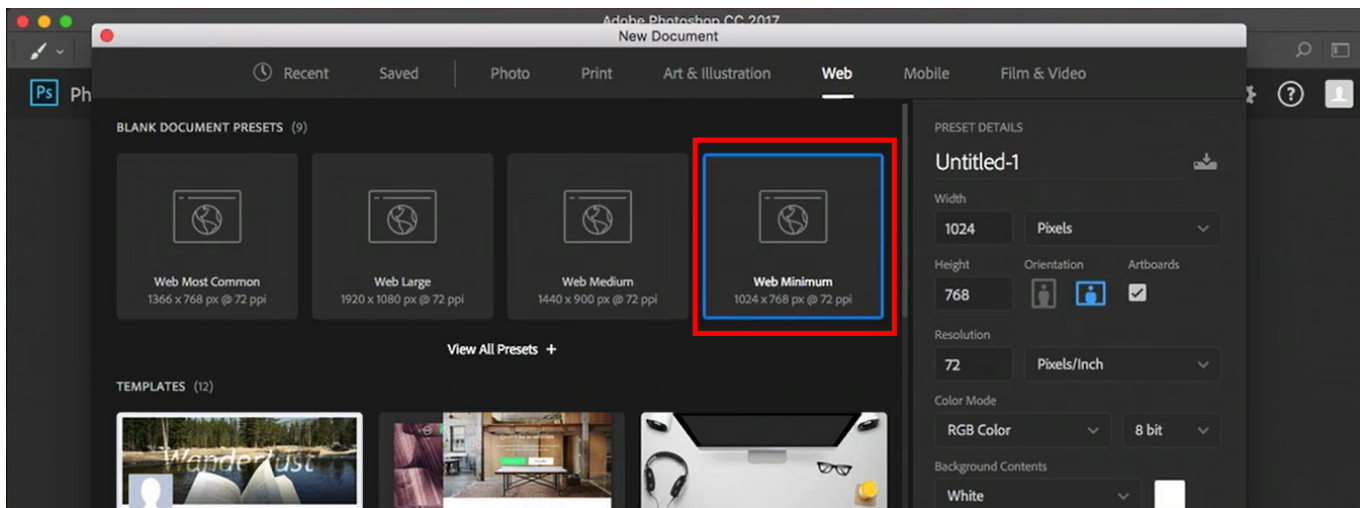 Adobe Photoshop CC 2017
New Document
Recent Saved Photo Print Art & Illustration Web Mobile Film & Video
Ps Ph
BLANK DOCUMENT PRESETS (9)
Web Most Common
1366 x 768 px @ 72 ppi
Web Large
1920 x 1080 px @ 72 ppi
Web Medium
1440 x 900 px @ 72 ppi
Web Minimum
1024 x 768 px @ 72 ppi
View All Presets +
TEMPLATES (12)
Wanderlust
PRESET DETAILS
Untitled-1
Width
1024 Pixels
Height Orientation Artboards
768
Resolution
72 Pixels/Inch
Color Mode
RGB Color 8 bit
Background Contents
White